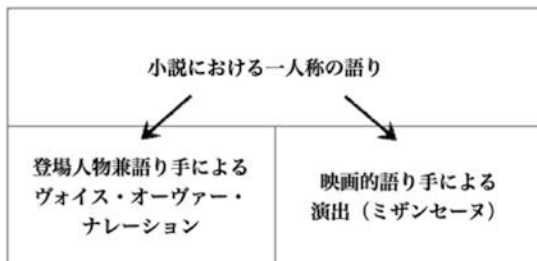 小説における一人称の語り
登場人物兼語り手による
ヴォイス・オーヴァー・
ナレーション
映画的語り手による
演出（ミザンセーヌ）